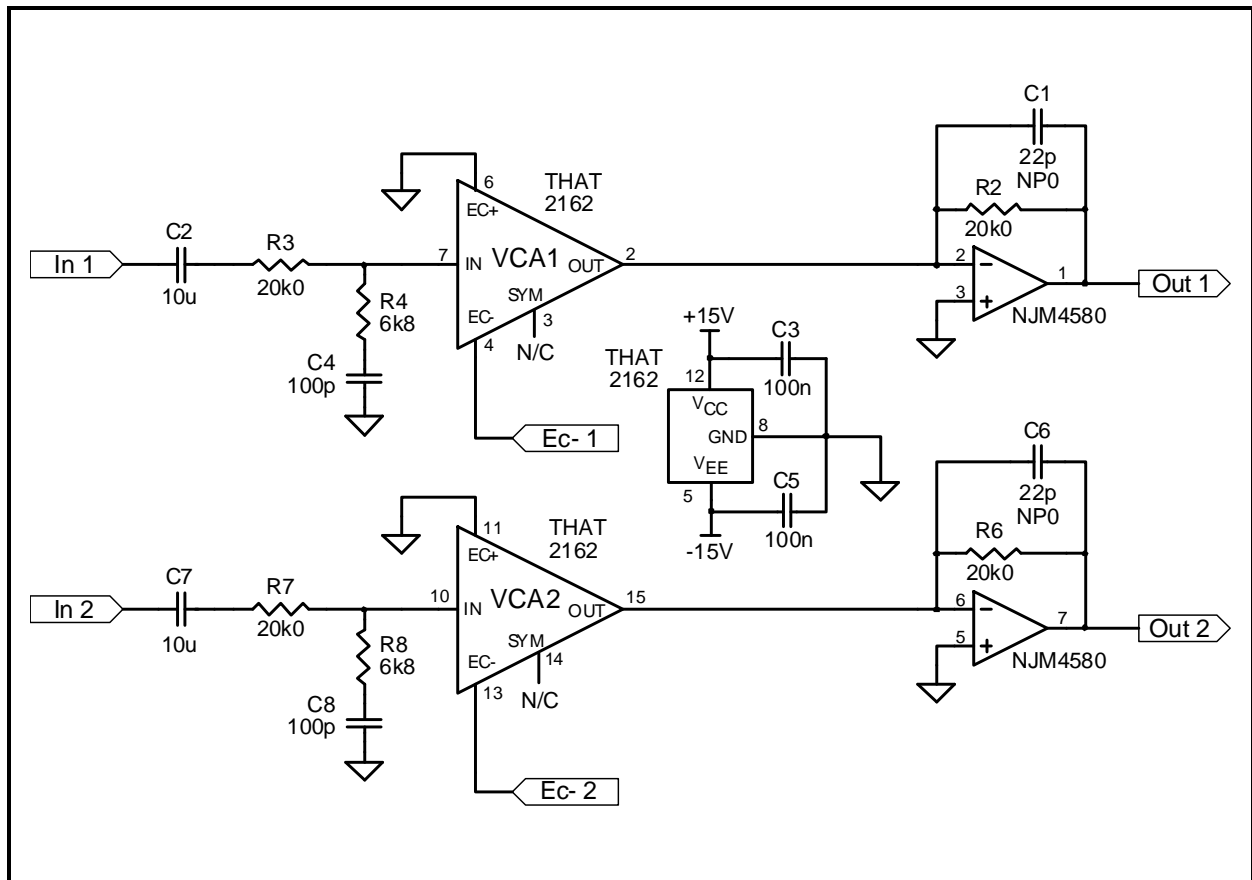 C1
22p
NP0
R2
20k0
6
THAT
2162
EC+
In 1
C2
10u
R3
20k0
7
IN
VCA1
OUT
2
2
1
3
NJM4580
Out 1
R4
6k8
C4
100p
SYM
3
N/C
EC-
4
Ec- 1
+15V
C3
100n
THAT
2162
12
VCC
GND
8
VEE
5
C5
100n
-15V
C6
22p
NP0
R6
20k0
11
THAT
2162
EC+
In 2
C7
10u
R7
20k0
10
IN
VCA2
OUT
15
6
7
5
NJM4580
Out 2
R8
6k8
C8
100p
SYM
14
N/C
EC-
13
Ec- 2